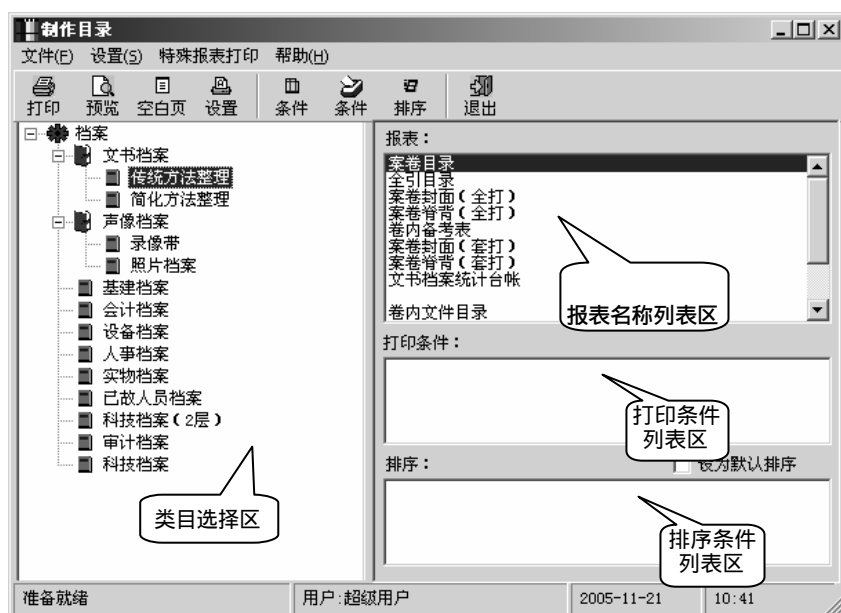 制作目录
文件(F) 设置(S) 特殊报表打印 帮助(H)
打印 预览 空白页 设置 条件 条件 排序 退出
档案
文书档案
传统方法整理
简化方法整理
声像档案
录像带
照片档案
基建档案
会计档案
设备档案
人事档案
实物档案
已故人员档案
科技档案(2层)
审计档案
科技档案
类目选择区
报表:
案卷目录
全引目录
案卷封面(全打)
案卷脊背(全打)
卷内备考表
案卷封面(套打)
案卷脊背(套打)
文书档案统计台帐
卷内文件目录
报表名称列表区
打印条件:
打印条件
列表区
排序:
设为默认排序
排序条件
列表区
准备就绪 用户:超级用户 2005-11-21 10:41